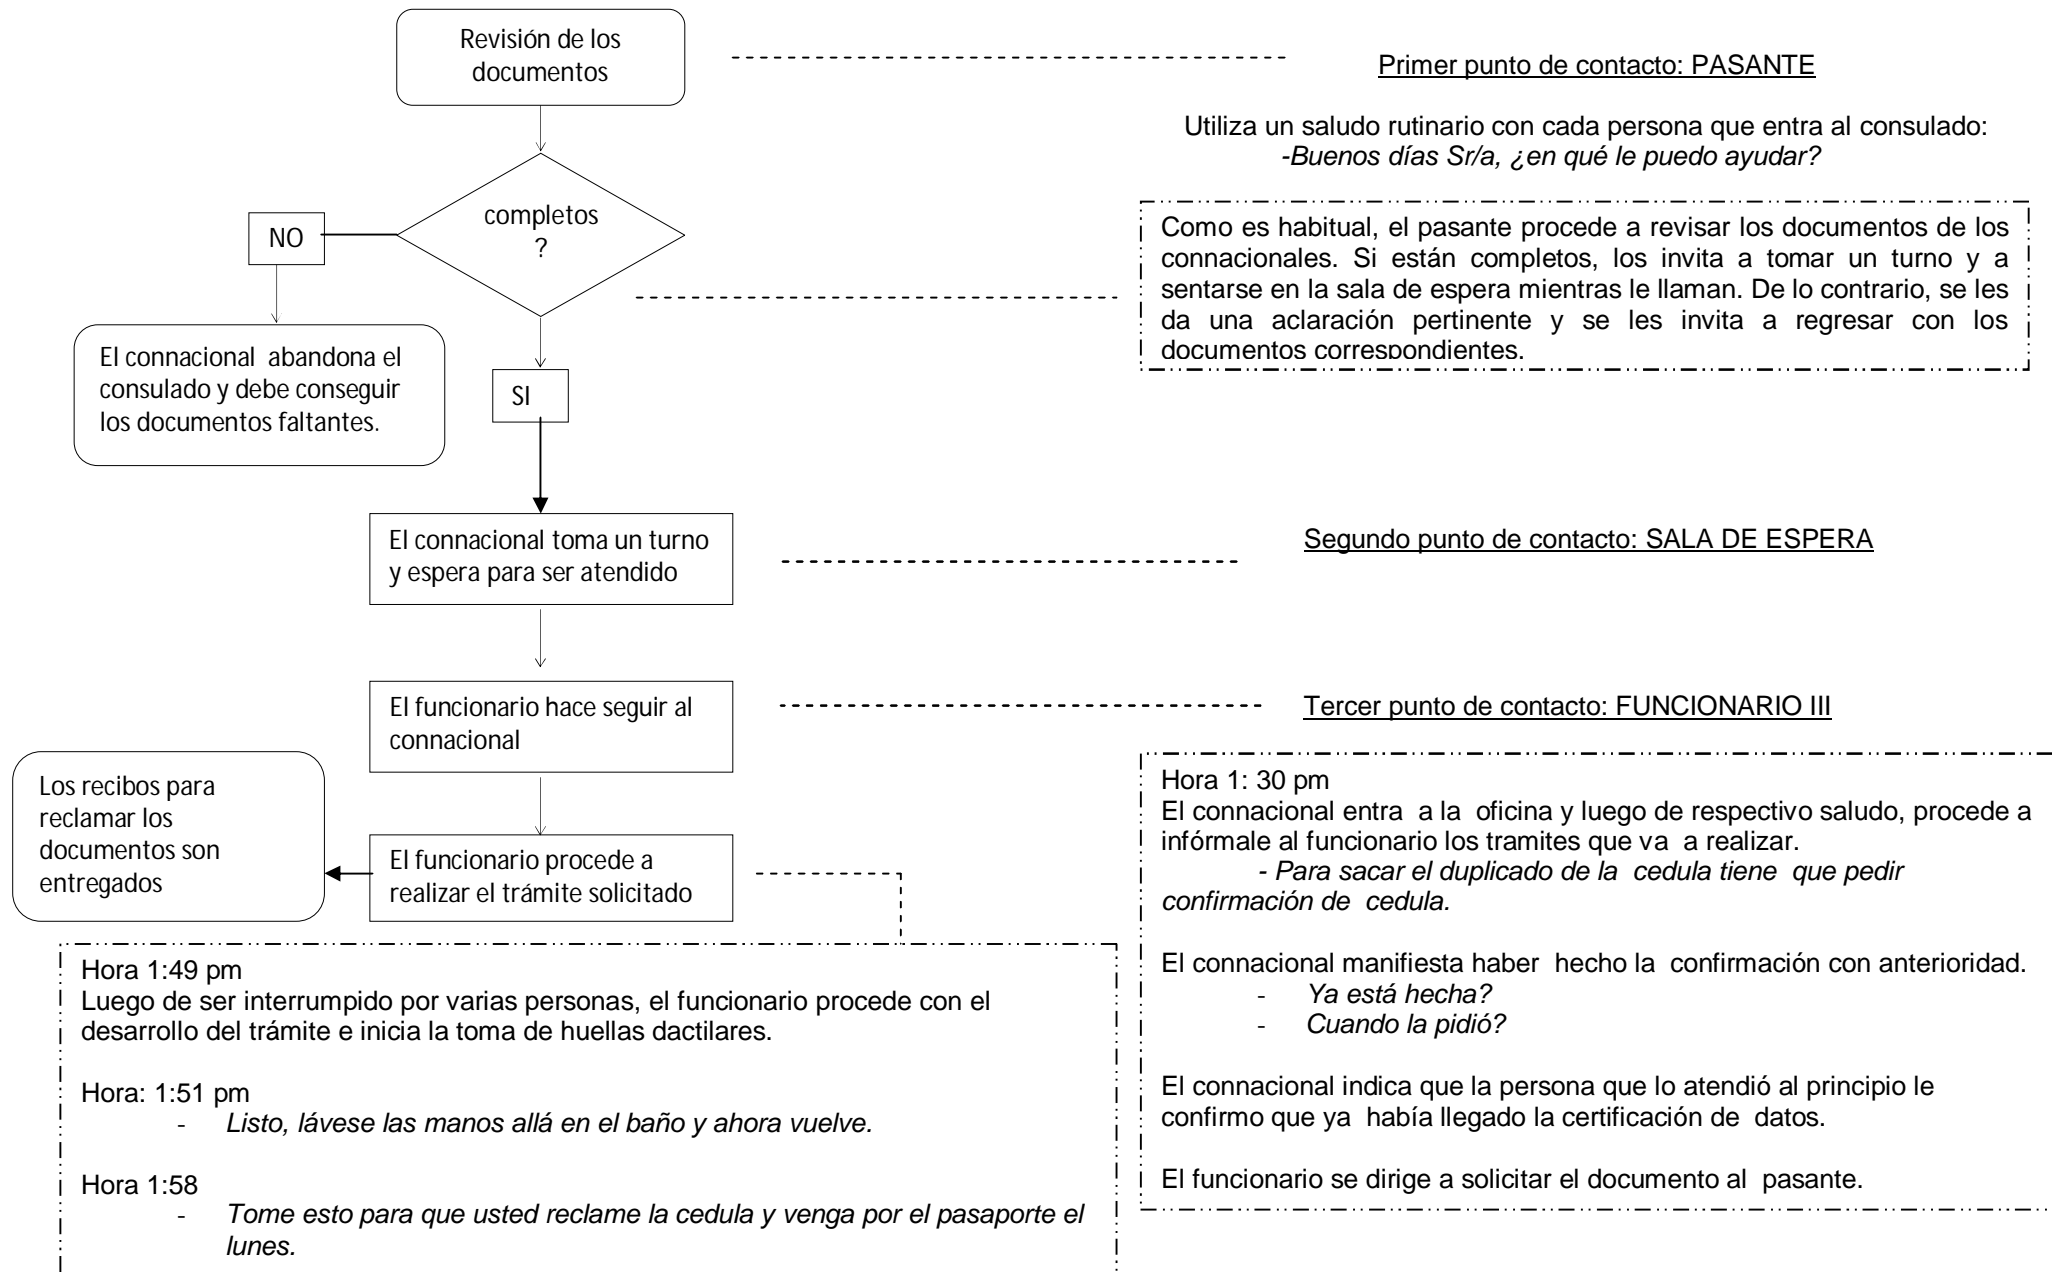 Revisión de los
documentos
Primer punto de contacto: PASANTE
Utiliza un saludo rutinario con cada persona que entra al consulado:
-Buenos días Sr/a, ¿en qué le puedo ayudar?
completos
?
NO
Como es habitual, el pasante procede a revisar los documentos de los
connacionales. Si están completos, los invita a tomar un turno y a
sentarse en la sala de espera mientras le llaman. De lo contrario, se les
da una aclaración pertinente y se les invita a regresar con los
documentos correspondientes.
El connacional abandona el
consulado y debe conseguir
los documentos faltantes.
SI
El connacional toma un turno
y espera para ser atendido
Segundo punto de contacto: SALA DE ESPERA
El funcionario hace seguir al
connacional
Tercer punto de contacto: FUNCIONARIO III
Los recibos para
reclamar los
documentos son
entregados
El funcionario procede a
realizar el trámite solicitado
Hora 1: 30 pm
El connacional entra a la oficina y luego de respectivo saludo, procede a
infórmale al funcionario los tramites que va a realizar.
- Para sacar el duplicado de la cedula tiene que pedir
confirmación de cedula.
El connacional manifiesta haber hecho la confirmación con anterioridad.
- Ya está hecha?
- Cuando la pidió?
El connacional indica que la persona que lo atendió al principio le
confirmo que ya había llegado la certificación de datos.
El funcionario se dirige a solicitar el documento al pasante.
Hora 1:49 pm
Luego de ser interrumpido por varias personas, el funcionario procede con el
desarrollo del trámite e inicia la toma de huellas dactilares.
Hora: 1:51 pm
- Listo, lávese las manos allá en el baño y ahora vuelve.
Hora 1:58
- Tome esto para que usted reclame la cedula y venga por el pasaporte el
lunes.